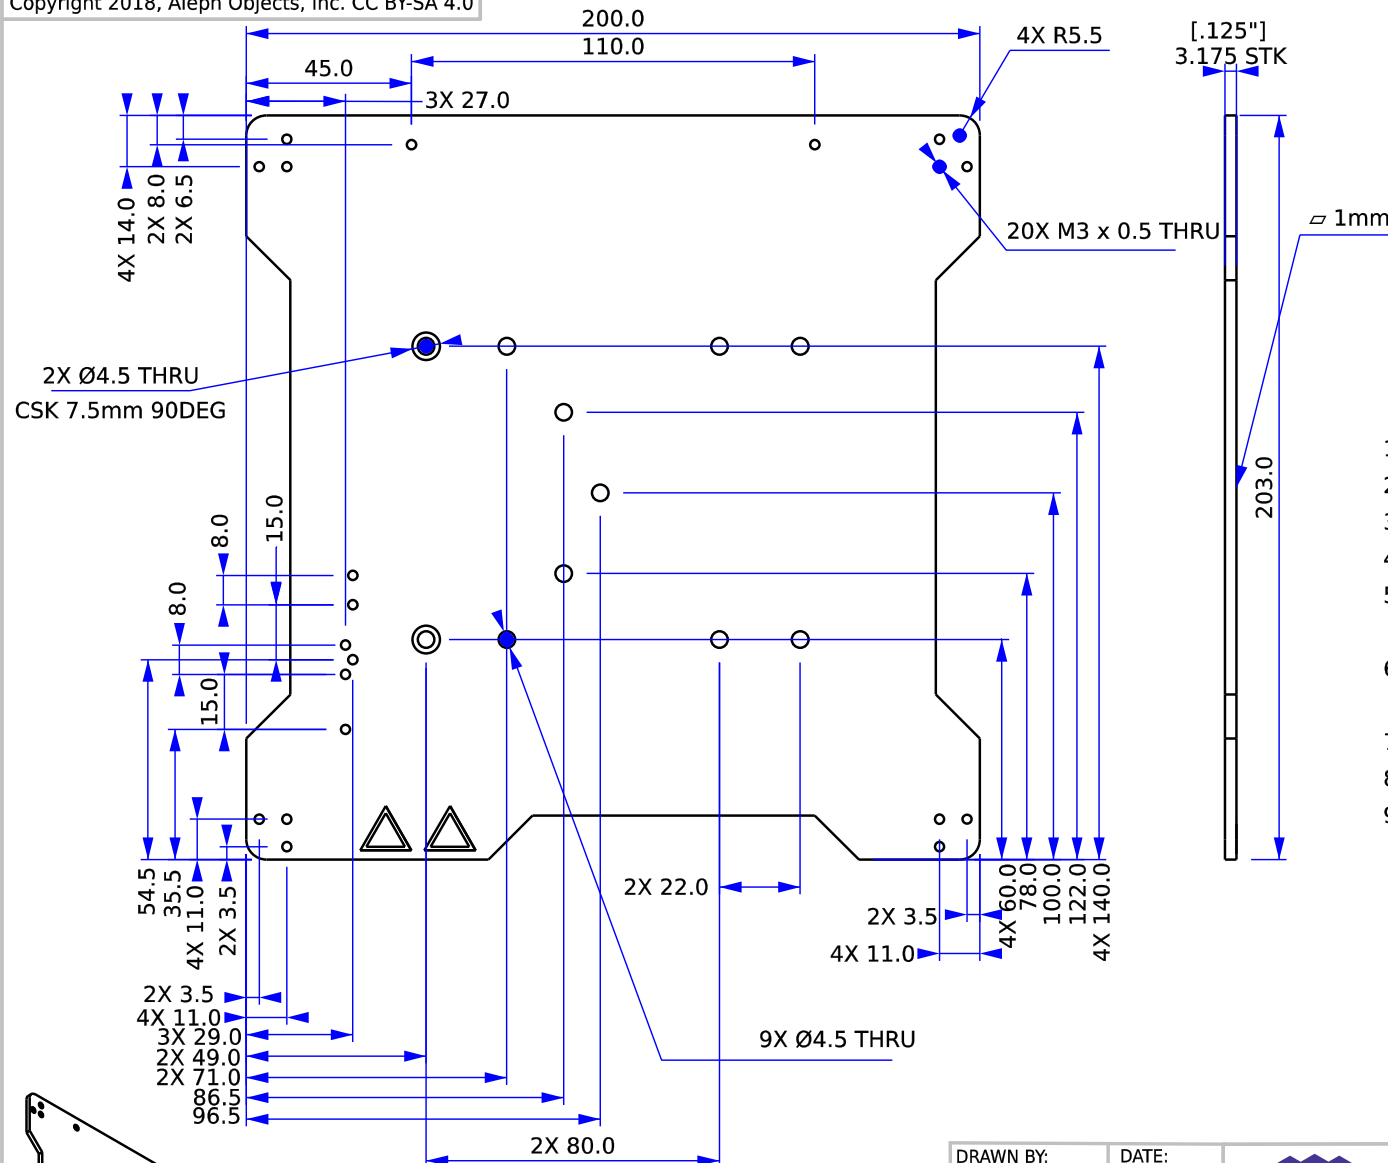 Copyright 2018, Aleph Objects, Inc. CC BY-SA 4.0
200.0
110.0
45.0
3X 27.0
4X R5.5
[.125"]
3.175 STK
4X 14.0
2X 8.0
2X 6.5
20X M3 x 0.5 THRU
▱ 1mm
2X Ø4.5 THRU
CSK 7.5mm 90DEG
203.0
15.0
8.0
8.0
15.0
54.5
35.5
4X 11.0
2X 3.5
2X 22.0
2X 3.5
4X 11.0
4X 60.0
78.0
100.0
122.0
4X 140.0
2X 3.5
4X 11.0
3X 29.0
2X 49.0
2X 71.0
86.5
96.5
9X Ø4.5 THRU
2X 80.0
DRAWN BY:
DATE: